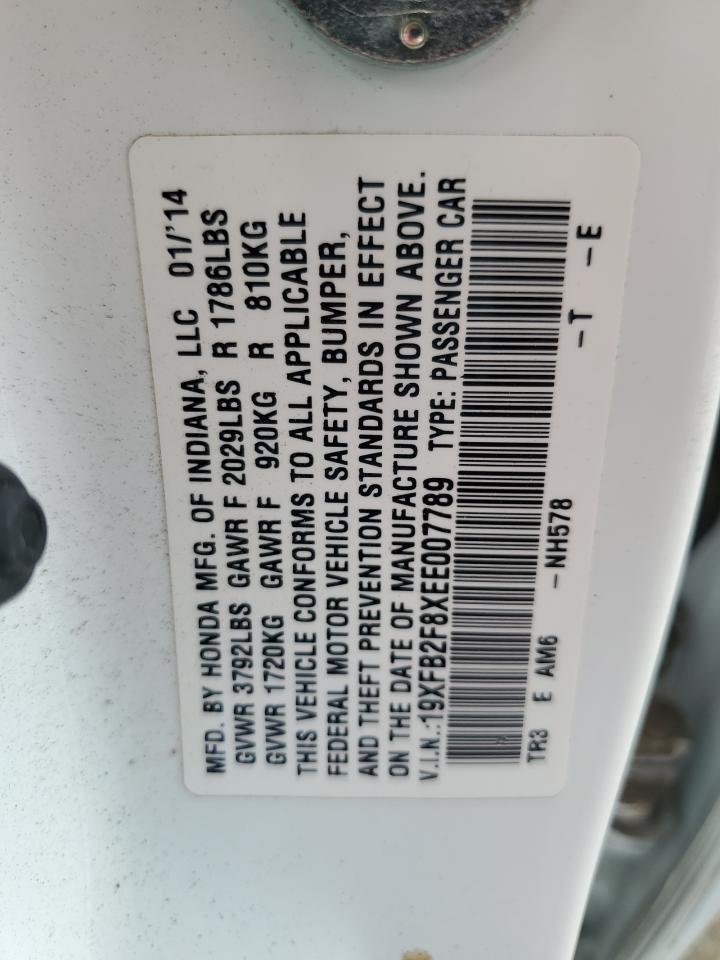 MFD. BY HONDA MFG. OF INDIANA, LLC 01/'14
GVWR 3792LBS GAWR F 2029LBS R 1786LBS
GVWR 1720KG GAWR F 920KG R 810KG
THIS VEHICLE CONFORMS TO ALL APPLICABLE
FEDERAL MOTOR VEHICLE SAFETY, BUMPER,
AND THEFT PREVENTION STANDARDS IN EFFECT
ON THE DATE OF MANUFACTURE SHOWN ABOVE.
V.I.N.:19XFB2F8XEE007789 TYPE: PASSENGER CAR
TR3 E AM6 -NH578 -T -E